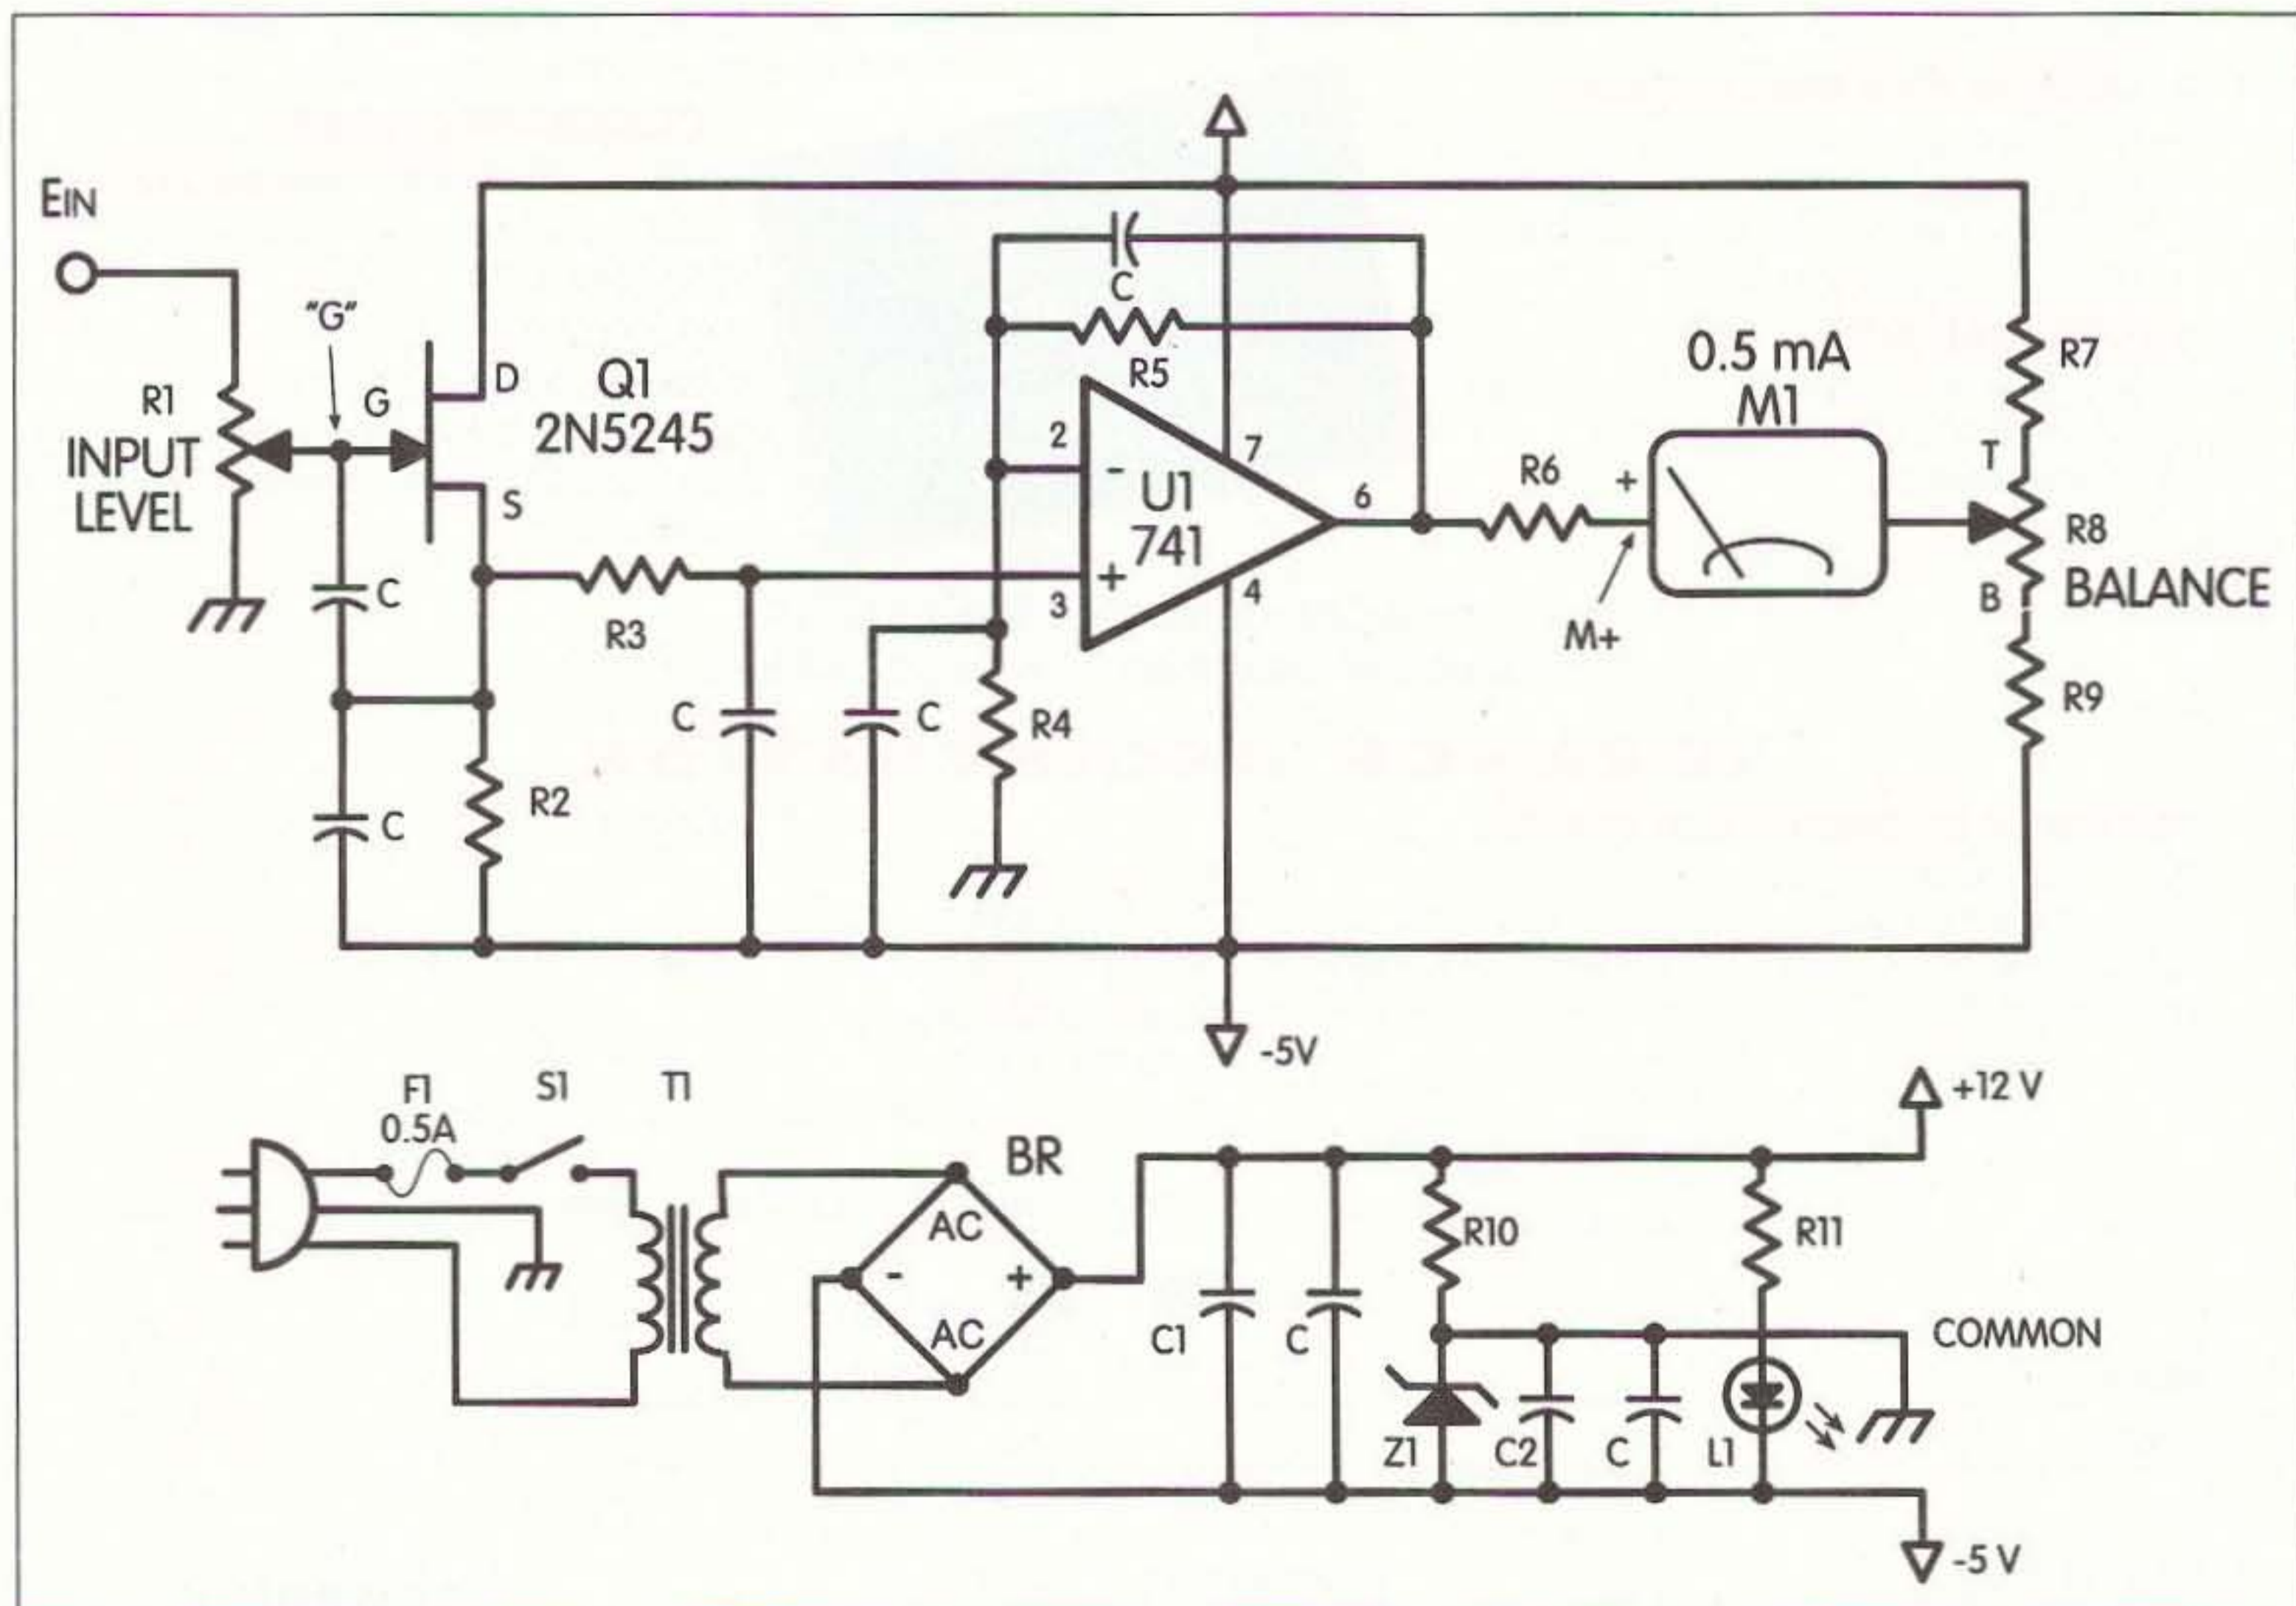 EIN
"G"
R1
INPUT
LEVEL
G
D
S
Q1
2N5245
C
C
R2
R3
C
C
R4
C
R5
2
-
U1
741
+
3
7
4
6
R6
+
M+
0.5 mA
M1
R7
T
R8
BALANCE
B
R9
-5V
F1
0.5A
S1
T1
BR
AC
-
+
AC
C1
C
R10
R11
Z1
C2
C
L1
+12 V
COMMON
-5 V